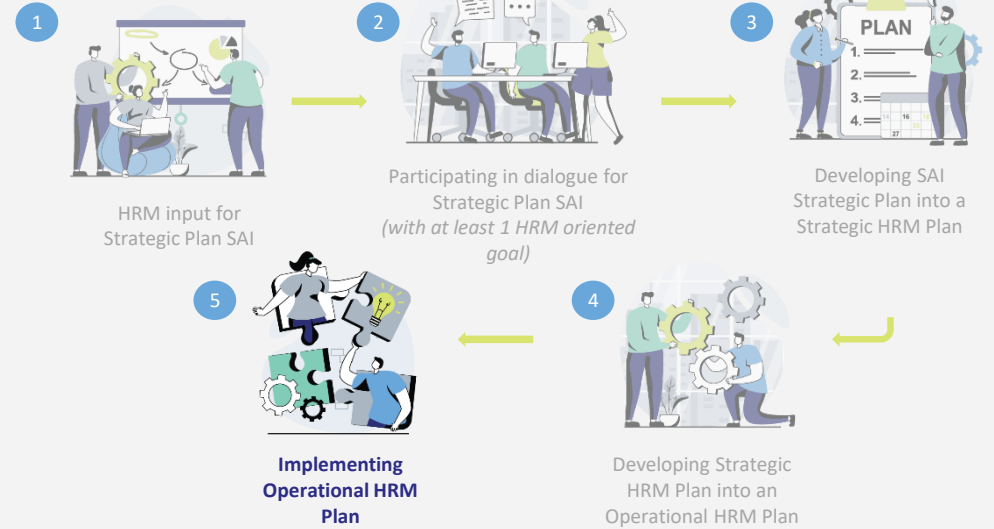 1
2
3
PLAN
1.
2.
3.
4.
14 16
27
HRM input for
Strategic Plan SAI
Participating in dialogue for
Strategic Plan SAI
(with at least 1 HRM oriented
goal)
Developing SAI
Strategic Plan into a
Strategic HRM Plan
5
4
Implementing
Operational HRM
Plan
Developing Strategic
HRM Plan into an
Operational HRM Plan